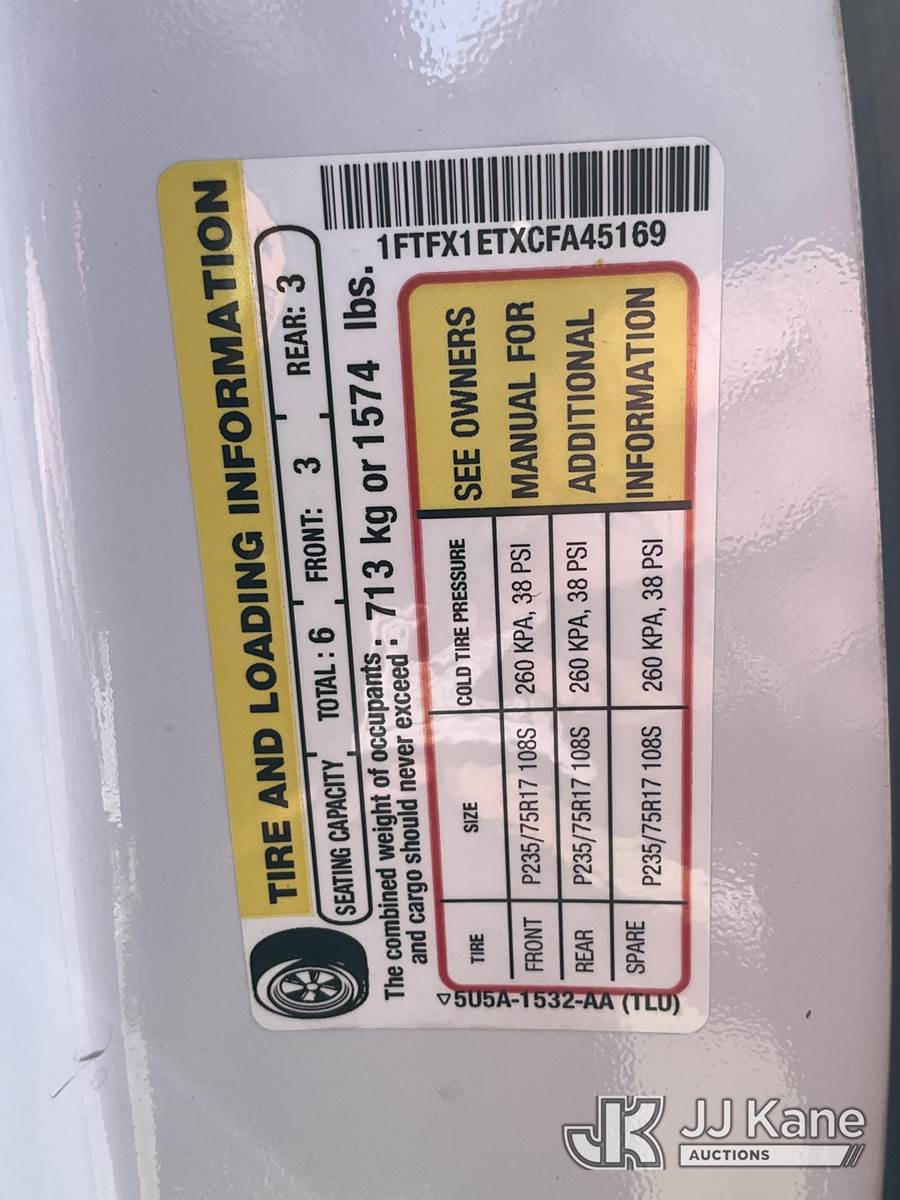 TIRE AND LOADING INFORMATION
SEATING CAPACITY TOTAL : 6 FRONT: 3 REAR: 3
The combined weight of occupants : 713 kg or 1574 lbs.
and cargo should never exceed :
TIRE SIZE COLD TIRE PRESSURE
FRONT P235/75R17 108S 260 KPA, 38 PSI
REAR P235/75R17 108S 260 KPA, 38 PSI
SPARE P235/75R17 108S 260 KPA, 38 PSI
SEE OWNERS
MANUAL FOR
ADDITIONAL
INFORMATION
1FTFX1ETXCFA45169
5U5A-1532-AA (TLU)
JK JJ Kane
AUCTIONS